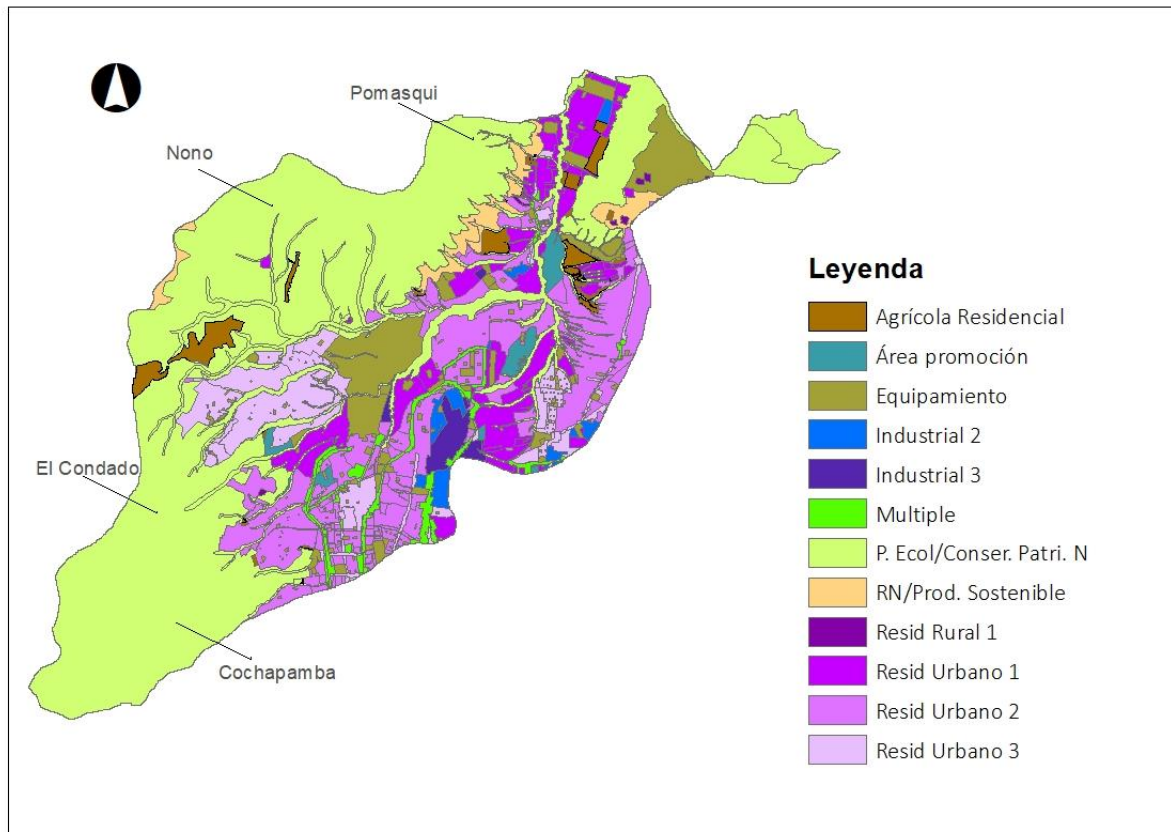 Pomasqui
Nono
El Condado
Cochapamba
Leyenda
Agrícola Residencial
Área promoción
Equipamiento
Industrial 2
Industrial 3
Multiple
P. Ecol/Conser. Patri. N
RN/Prod. Sostenible
Resid Rural 1
Resid Urbano 1
Resid Urbano 2
Resid Urbano 3